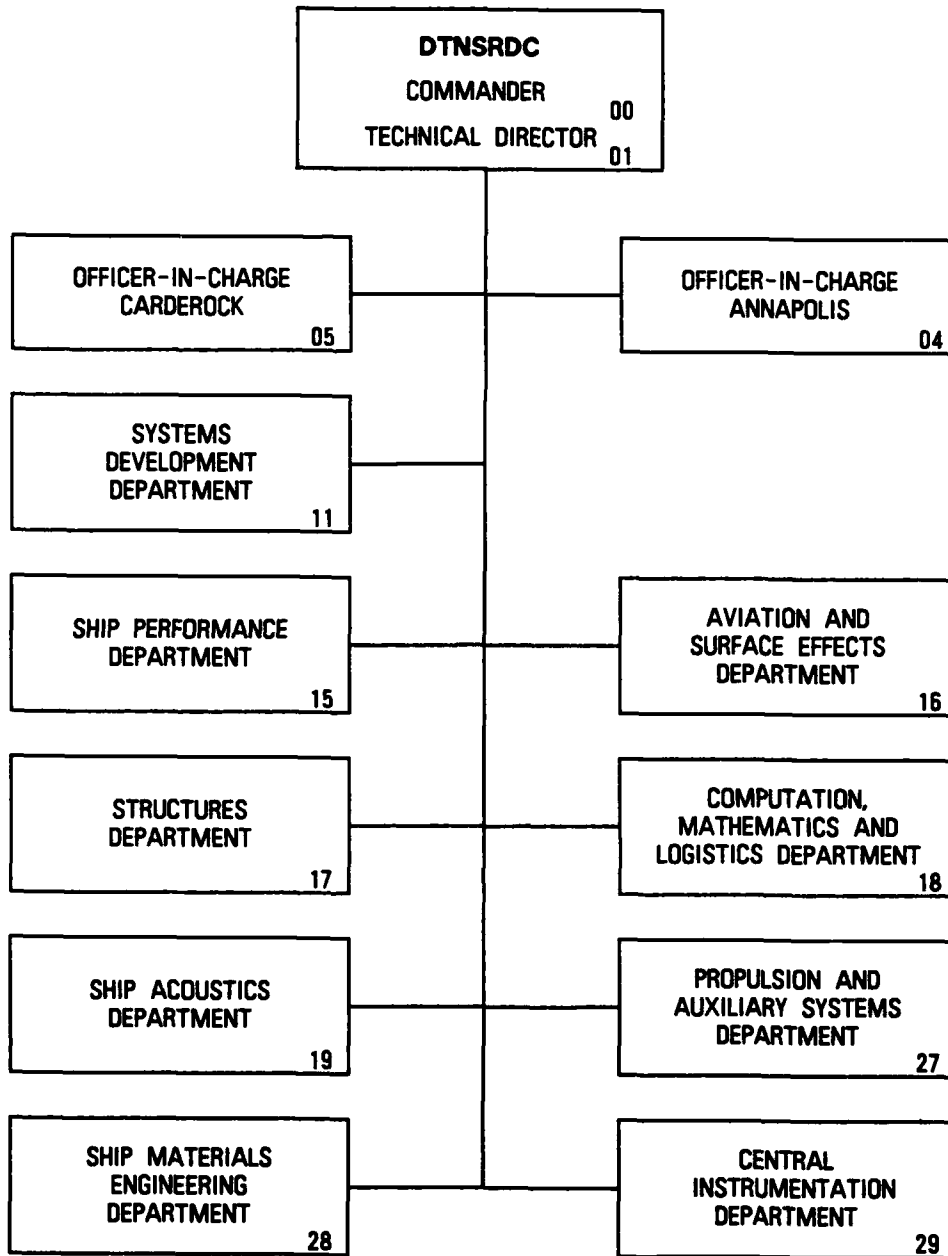 DTNSRDC
COMMANDER
00
TECHNICAL DIRECTOR
01
OFFICER-IN-CHARGE
CARDEROCK
05
OFFICER-IN-CHARGE
ANNAPOLIS
04
SYSTEMS
DEVELOPMENT
DEPARTMENT
11
SHIP PERFORMANCE
DEPARTMENT
15
AVIATION AND
SURFACE EFFECTS
DEPARTMENT
16
STRUCTURES
DEPARTMENT
17
COMPUTATION,
MATHEMATICS AND
LOGISTICS DEPARTMENT
18
SHIP ACOUSTICS
DEPARTMENT
19
PROPULSION AND
AUXILIARY SYSTEMS
DEPARTMENT
27
SHIP MATERIALS
ENGINEERING
DEPARTMENT
28
CENTRAL
INSTRUMENTATION
DEPARTMENT
29